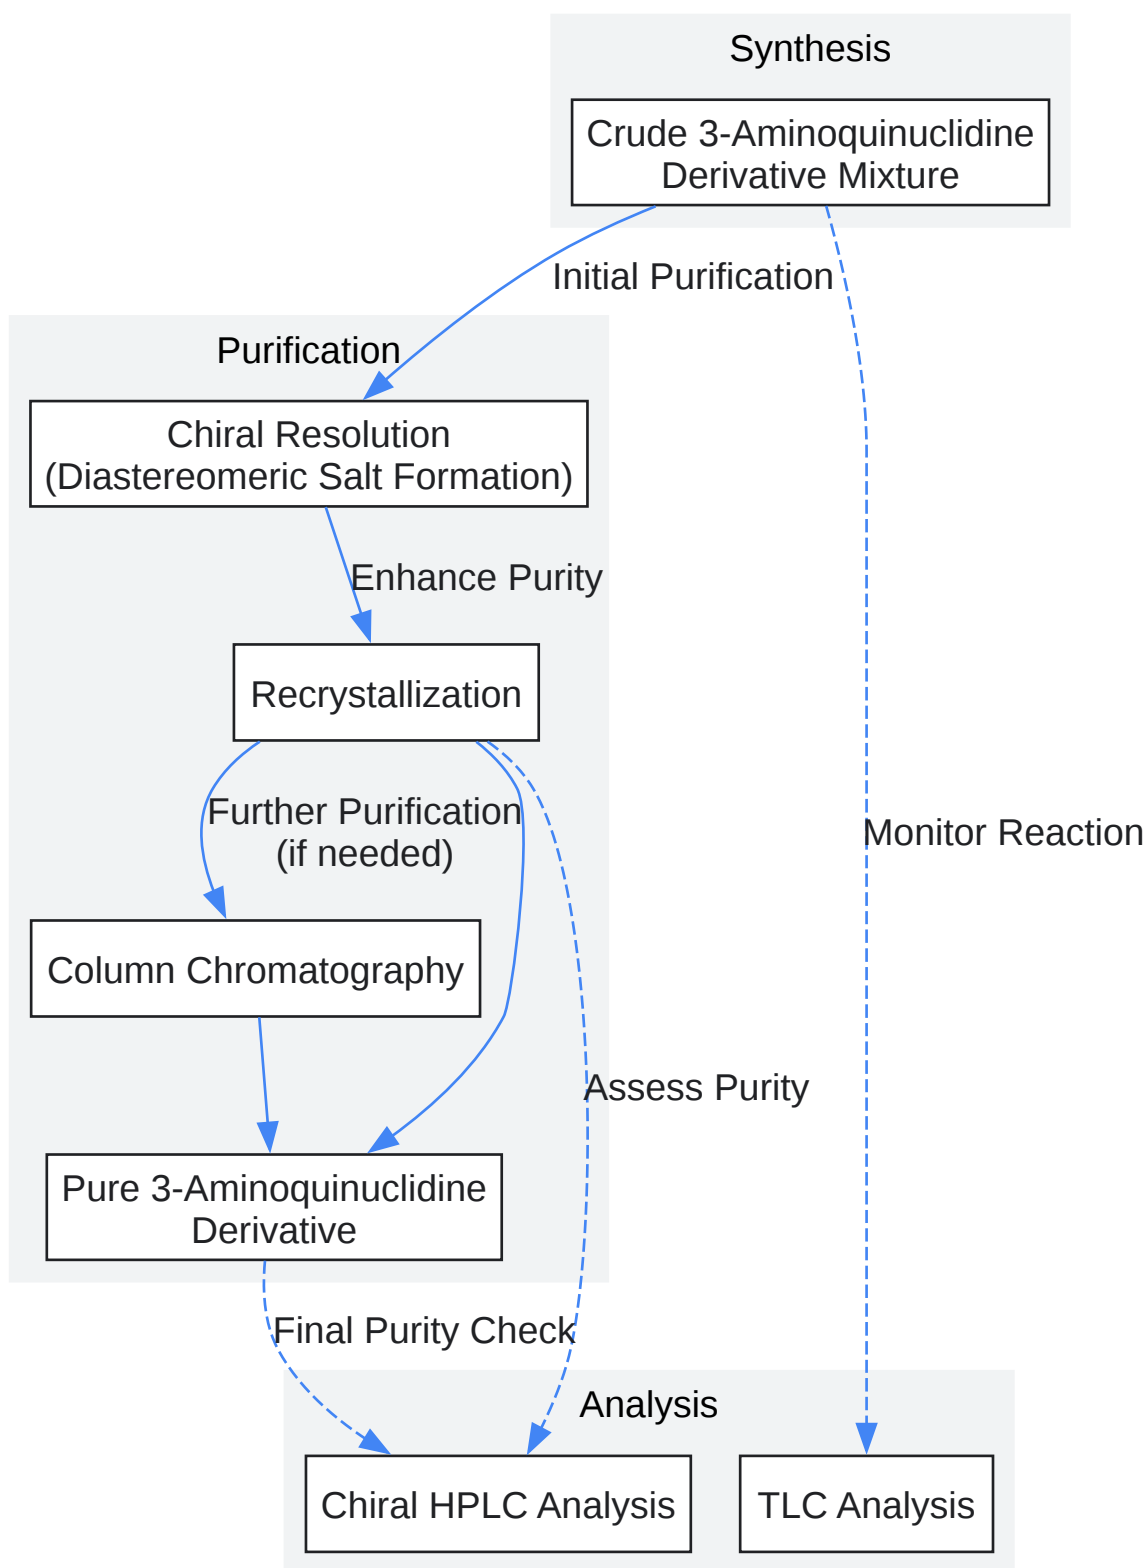 Synthesis
Crude 3-Aminoquinuclidine
Derivative Mixture
Initial Purification
Purification
Chiral Resolution
(Diastereomeric Salt Formation)
Enhance Purity
Recrystallization
Further Purification
(if needed)
Monitor Reaction
Column Chromatography
Assess Purity
Pure 3-Aminoquinuclidine
Derivative
Final Purity Check
Analysis
Chiral HPLC Analysis
TLC Analysis